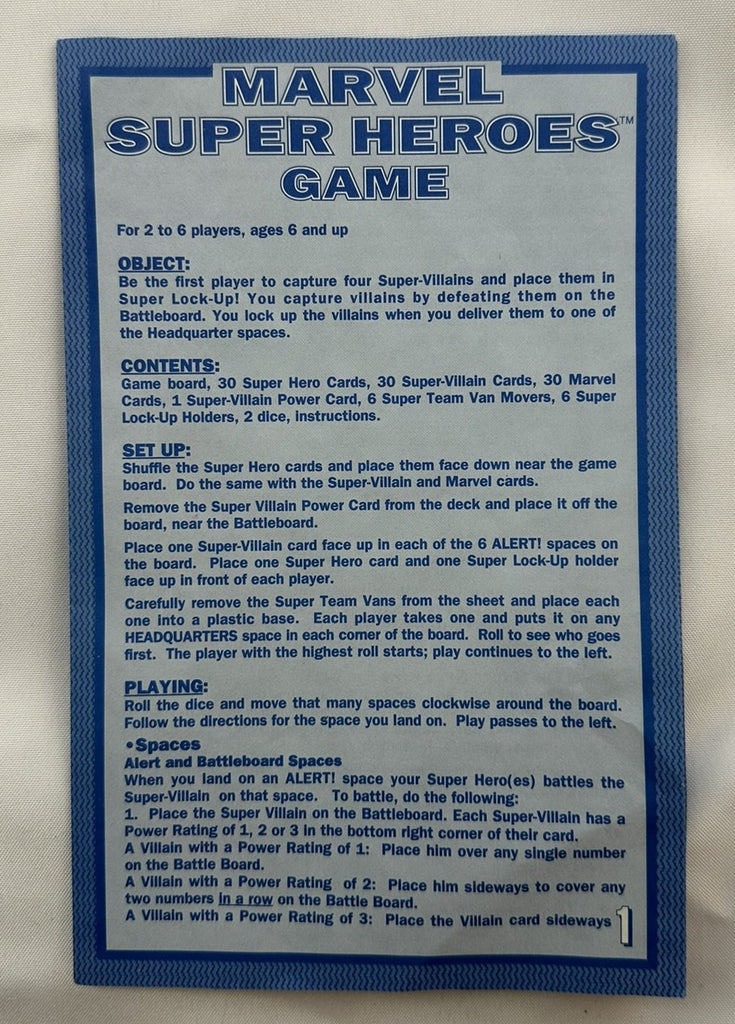 MARVEL
SUPER HEROES™
GAME
For 2 to 6 players, ages 6 and up
OBJECT:
Be the first player to capture four Super-Villains and place them in
Super Lock-Up! You capture villains by defeating them on the
Battleboard. You lock up the villains when you deliver them to one of
the Headquarter spaces.
CONTENTS:
Game board, 30 Super Hero Cards, 30 Super-Villain Cards, 30 Marvel
Cards, 1 Super-Villain Power Card, 6 Super Team Van Movers, 6 Super
Lock-Up Holders, 2 dice, instructions.
SET UP:
Shuffle the Super Hero cards and place them face down near the game
board. Do the same with the Super-Villain and Marvel cards.
Remove the Super Villain Power Card from the deck and place it off the
board, near the Battleboard.
Place one Super-Villain card face up in each of the 6 ALERT! spaces on
the board. Place one Super Hero card and one Super Lock-Up holder
face up in front of each player.
Carefully remove the Super Team Vans from the sheet and place each
one into a plastic base. Each player takes one and puts it on any
HEADQUARTERS space in each corner of the board. Roll to see who goes
first. The player with the highest roll starts; play continues to the left.
PLAYING:
Roll the dice and move that many spaces clockwise around the board.
Follow the directions for the space you land on. Play passes to the left.
•Spaces
Alert and Battleboard Spaces
When you land on an ALERT! space your Super Hero(es) battles the
Super-Villain on that space. To battle, do the following:
1. Place the Super Villain on the Battleboard. Each Super-Villain has a
Power Rating of 1, 2 or 3 in the bottom right corner of their card.
A Villain with a Power Rating of 1: Place him over any single number
on the Battle Board.
A Villain with a Power Rating of 2: Place him sideways to cover any
two numbers in a row on the Battle Board.
A Villain with a Power Rating of 3: Place the Villain card sideways
1